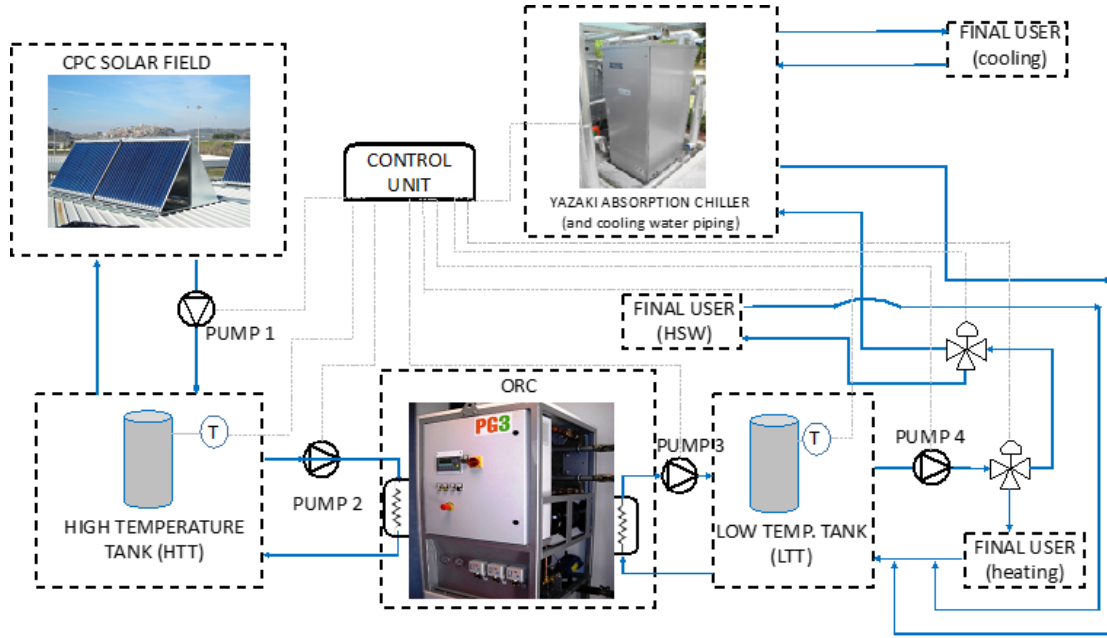 CPC SOLAR FIELD
CONTROL
UNIT
YAZAKI ABSORPTION CHILLER
(and cooling water piping)
FINAL USER
(cooling)
PUMP 1
FINAL USER
(HSW)
ORC
PG3
T
HIGH TEMPERATURE
TANK (HTT)
PUMP 2
PUMP 3
T
LOW TEMP. TANK
(LTT)
PUMP 4
FINAL USER
(heating)